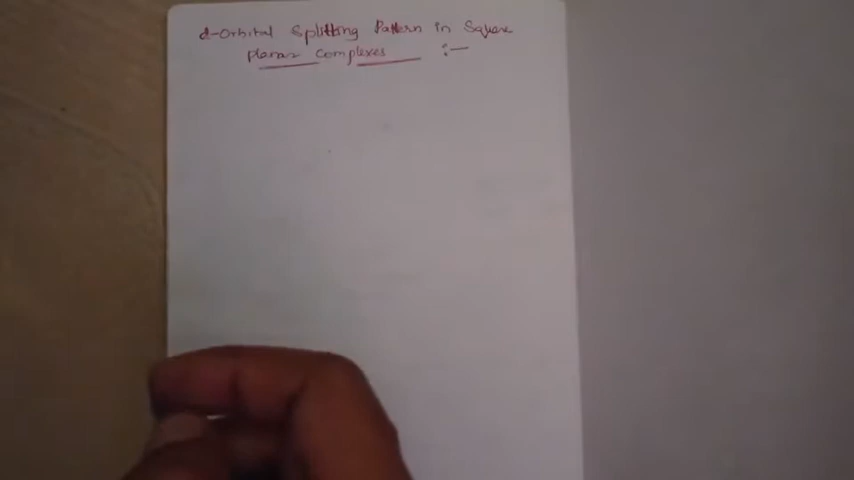 d-Orbital Splitting Pattern in Square
planar Complexes :-